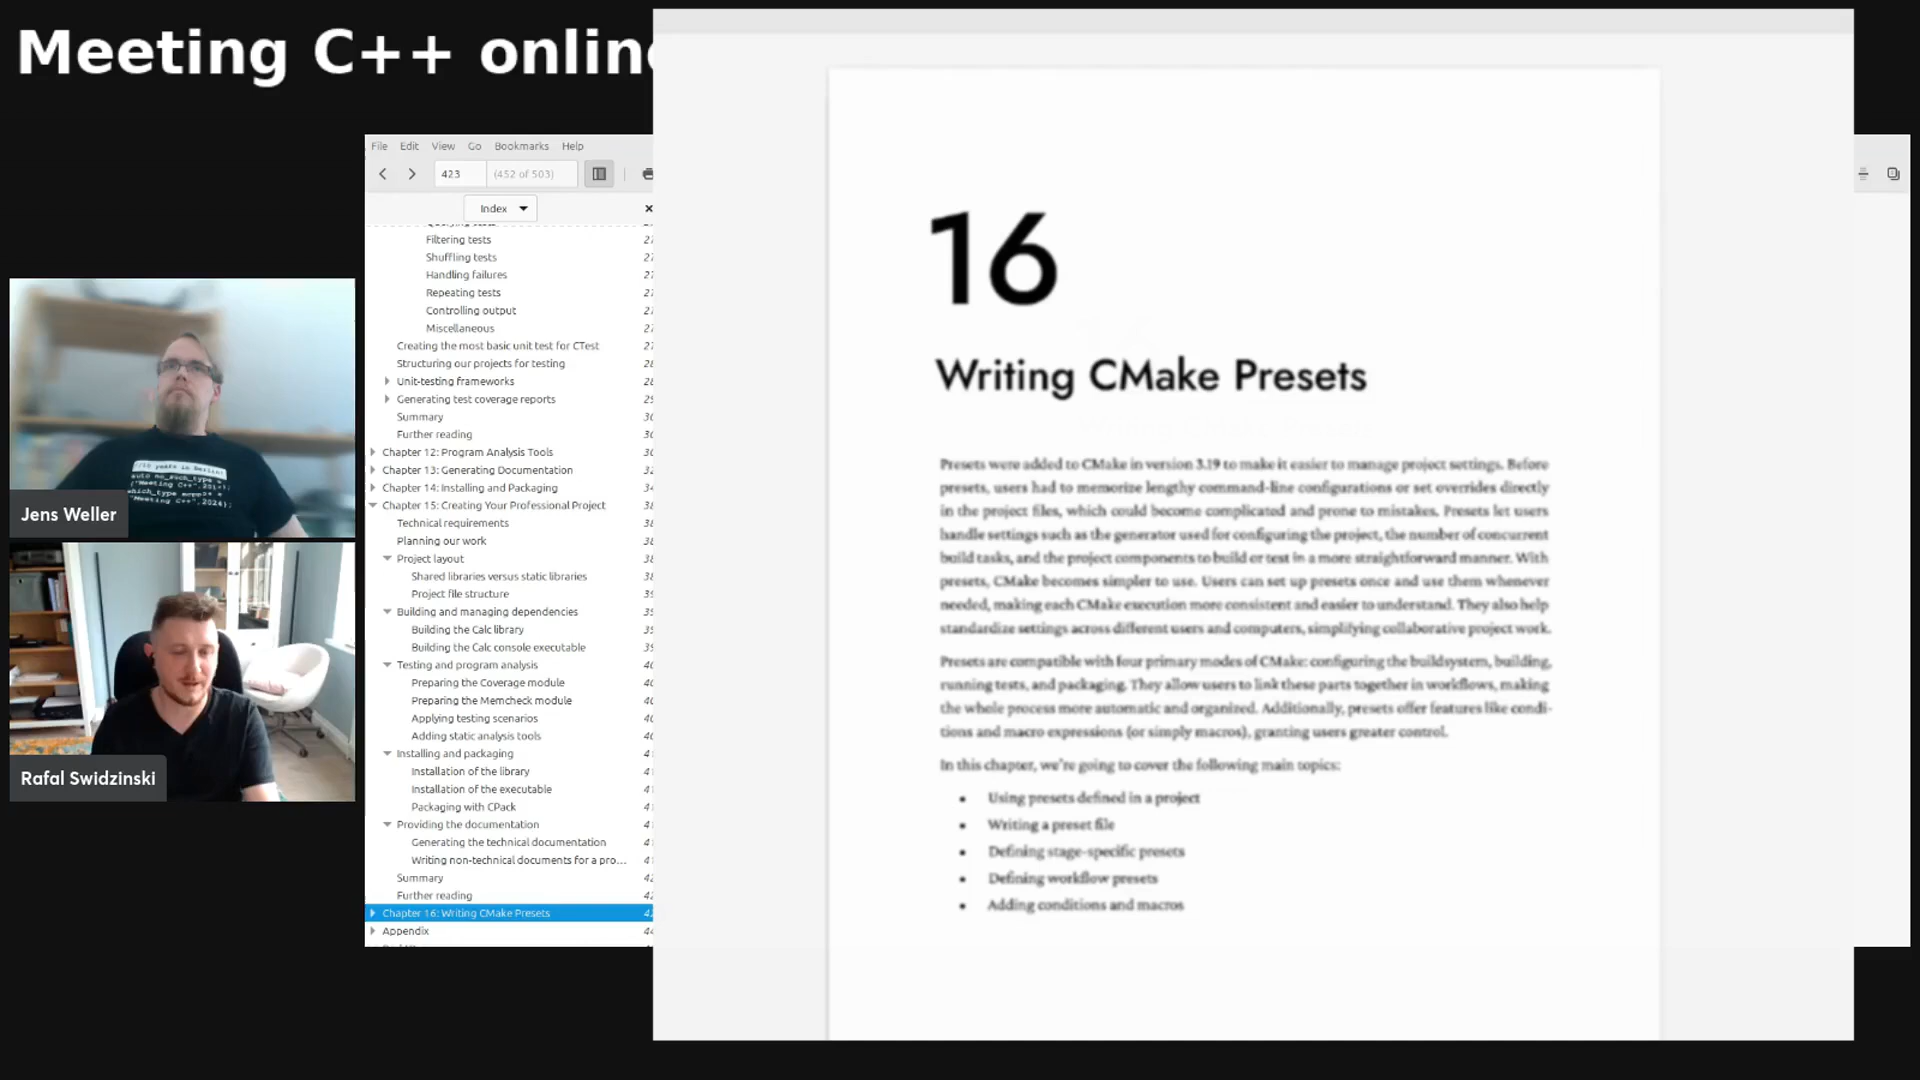 Meeting C++ online
File Edit View Go Bookmarks Help
423 (452 of 503)
Index
Filtering tests
Shuffling tests
Handling failures
Repeating tests
Controlling output
Miscellaneous
Creating the most basic unit test for CTest
Structuring our projects for testing
Unit-testing frameworks
Generating test coverage reports
Summary
Further reading
Chapter 12: Program Analysis Tools
Chapter 13: Generating Documentation
Chapter 14: Installing and Packaging
Chapter 15: Creating Your Professional Project
Technical requirements
Planning our work
Project layout
Shared libraries versus static libraries
Project file structure
Building and managing dependencies
Building the Calc library
Building the Calc console executable
Testing and program analysis
Preparing the Coverage module
Preparing the Memcheck module
Applying testing scenarios
Adding static analysis tools
Installing and packaging
Installation of the library
Installation of the executable
Packaging with CPack
Providing the documentation
Generating the technical documentation
Writing non-technical documents for a pro...
Summary
Further reading
Chapter 16: Writing CMake Presets
Appendix
Jens Weller
Rafal Swidzinski
16
Writing CMake Presets
Presets were added to CMake in version 3.19 to make it easier to manage project settings. Before
presets, users had to memorize lengthy command-line configurations or set overrides directly
in the project files, which could become complicated and prone to mistakes. Presets let users
handle settings such as the generator used for configuring the project, the number of concurrent
build tasks, and the project components to build or test in a more straightforward manner. With
presets, CMake becomes simpler to use. Users can set up presets once and use them whenever
needed, making each CMake execution more consistent and easier to understand. They also help
standardize settings across different users and computers, simplifying collaborative project work.
Presets are compatible with four primary modes of CMake: configuring the buildsystem, building,
running tests, and packaging. They allow users to link these parts together in workflows, making
the whole process more automatic and organized. Additionally, presets offer features like condi-
tions and macro expressions (or simply macros), granting users greater control.
In this chapter, we're going to cover the following main topics:
• Using presets defined in a project
• Writing a preset file
• Defining stage-specific presets
• Defining workflow presets
• Adding conditions and macros